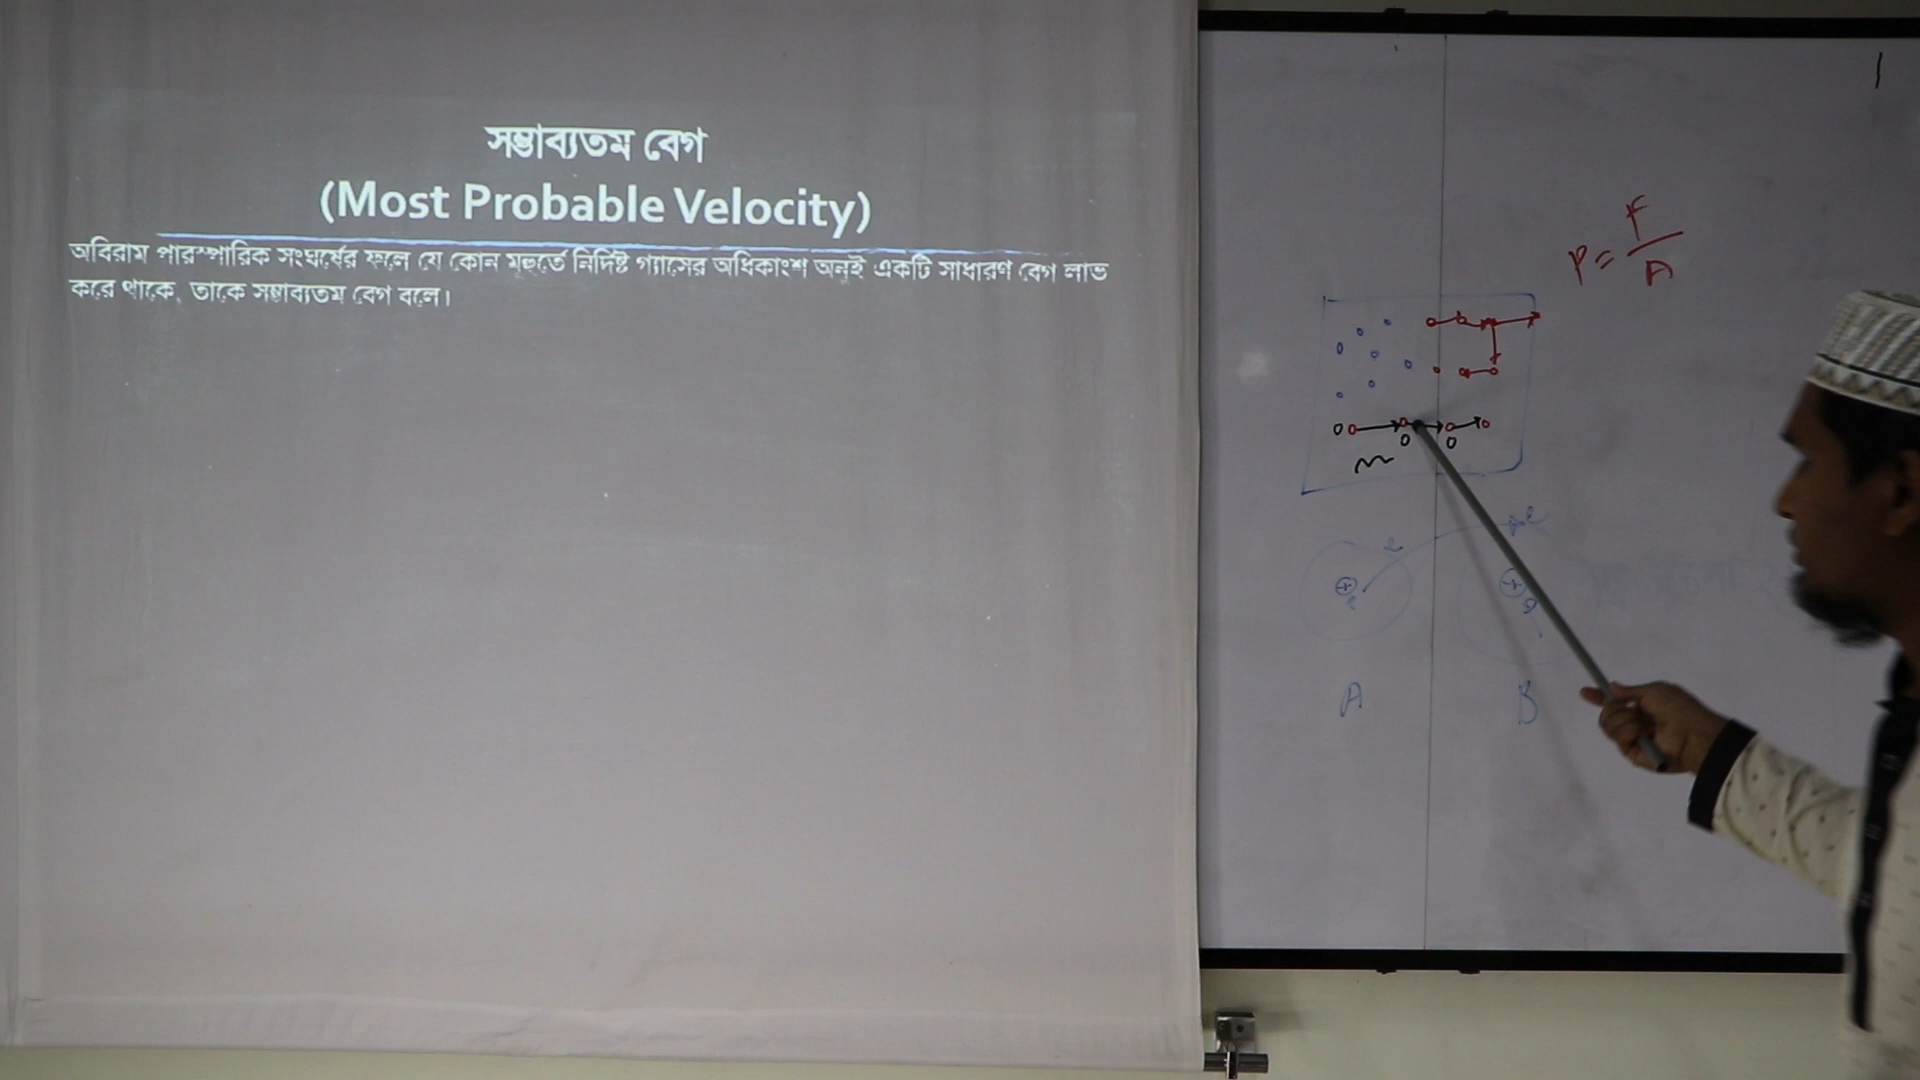 সম্ভাব্যতম বেগ
(Most Probable Velocity)
অবিরাম পারস্পারিক সংঘর্ষের ফলে যে কোন মূহুর্তে নির্দিষ্ট গ্যাসের অধিকাংশ অনুই একটি সাধারণ বেগ লাভ
করে থাকে, তাকে সম্ভাব্যতম বেগ বলে।
P = F/A
A B